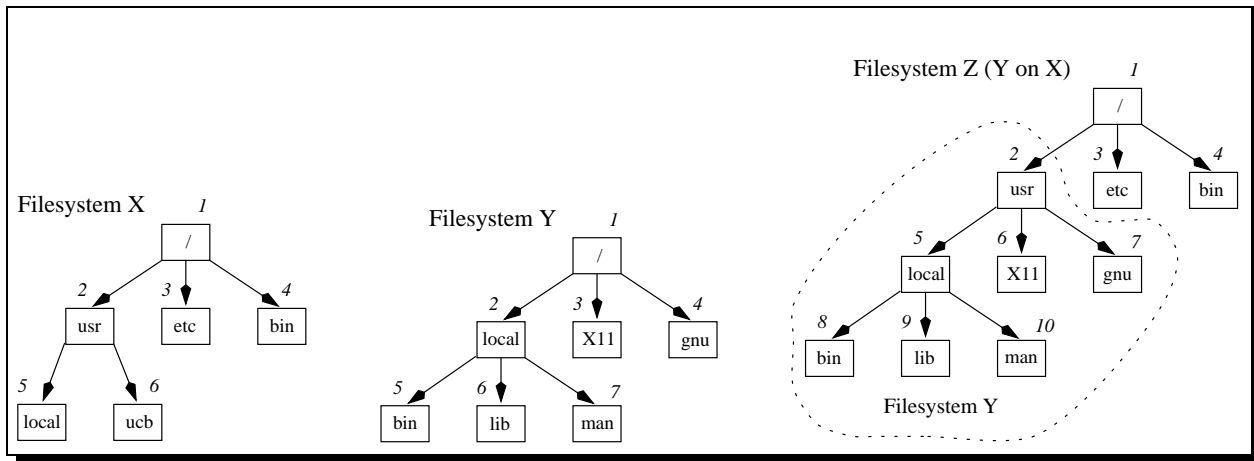 Filesystem X
1
/
2
3
4
usr
etc
bin
5
6
local
ucb
Filesystem Y
1
/
2
3
4
local
X11
gnu
5
6
7
bin
lib
man
Filesystem Z (Y on X)
1
/
2
3
4
usr
etc
bin
5
6
7
local
X11
gnu
8
9
10
bin
lib
man
Filesystem Y